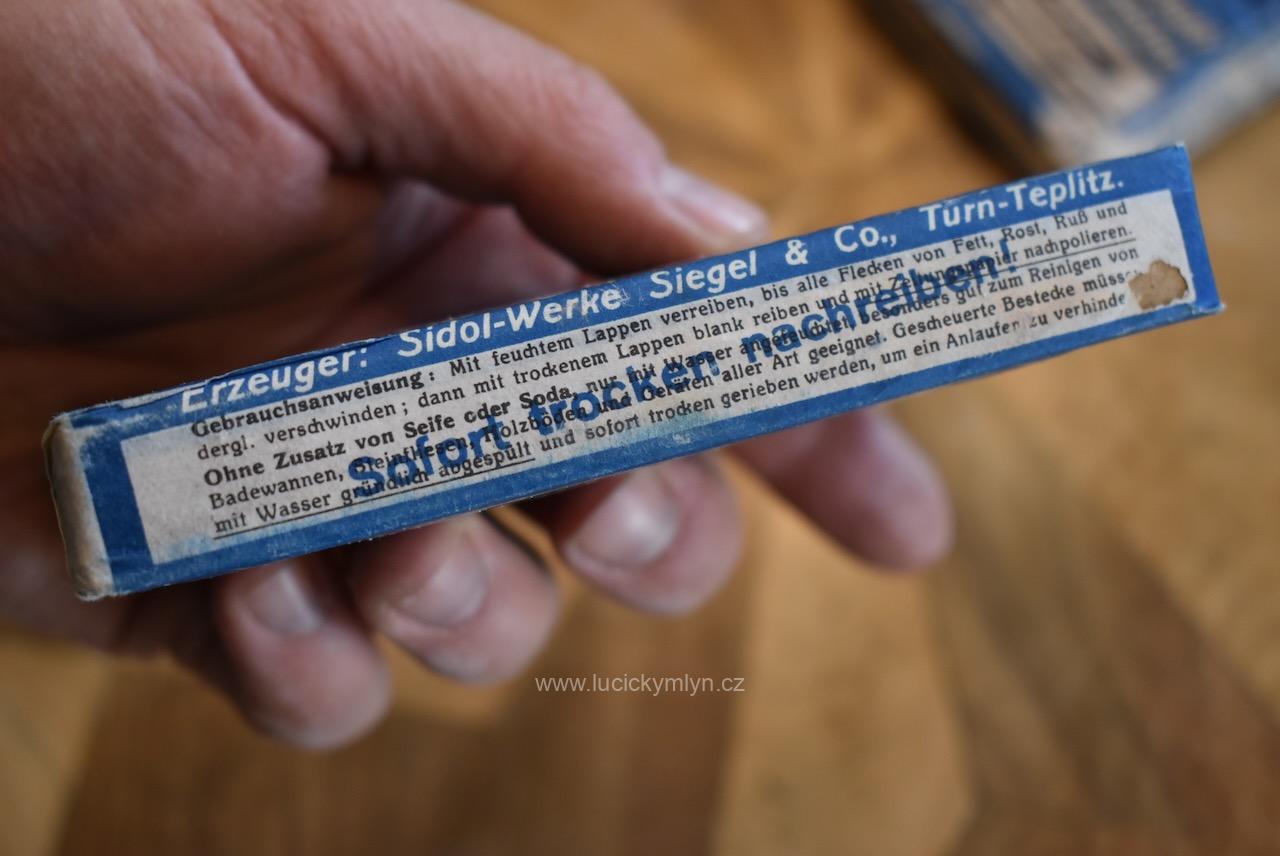 Erzeuger: Sidol-Werke Siegel & Co., Turn-Teplitz.
Gebrauchsanweisung: Mit feuchtem Lappen verreiben, bis alle Flecken von Fett, Rost, Ruß und
dergl. verschwinden; dann mit trockenem Lappen blank reiben und mit Zeitungspapier nachpolieren.
Ohne Zusatz von Seife oder Soda, nur mit Wasser angefeuchtet, besonders gut zum Reinigen von
Badewannen, Steinfliesen, Holzböden und Geräten aller Art geeignet. Gescheuerte Bestecke müsse
mit Wasser gründlich abgespült und sofort trocken gerieben werden, um ein Anlaufen zu verhinde
Sofort trocken nachreiben!
www.lucickymlyn.cz